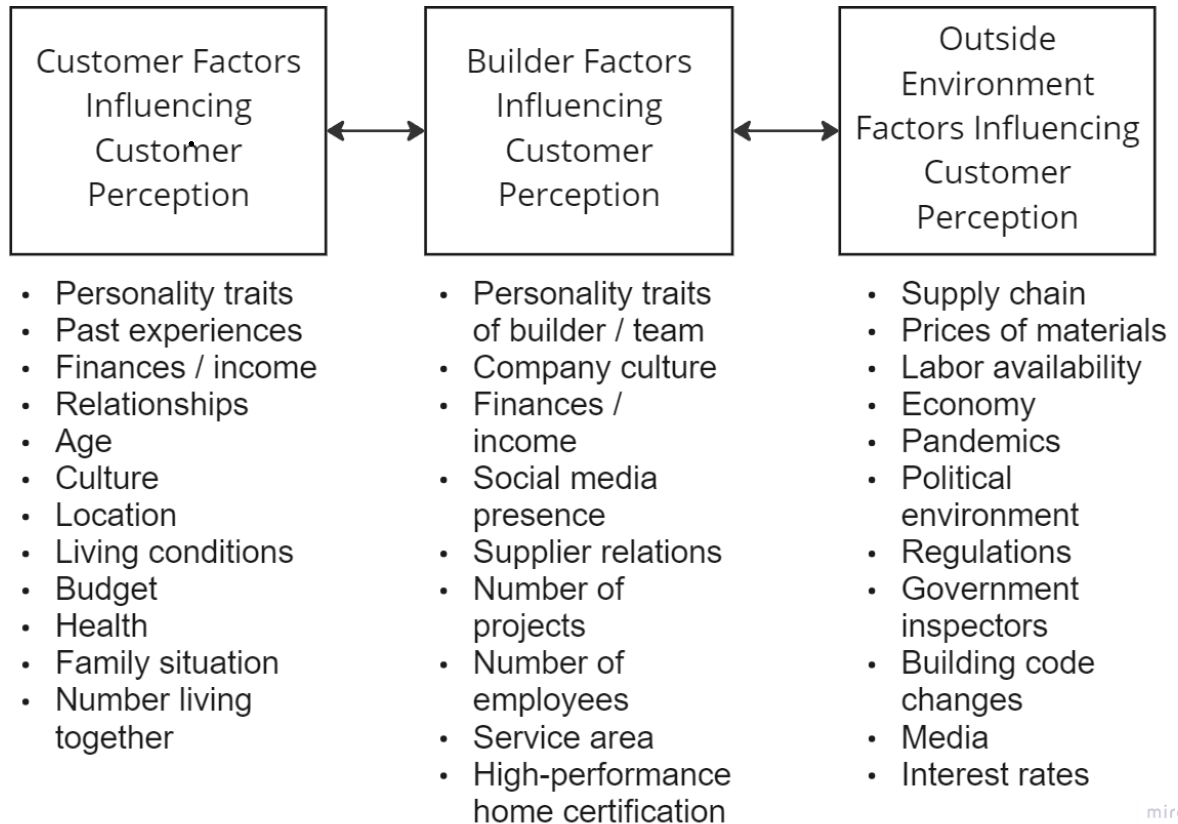 Customer Factors
Influencing
Customer
Perception
Builder Factors
Influencing
Customer
Perception
Outside
Environment
Factors Influencing
Customer
Perception
• Personality traits
• Past experiences
• Finances / income
• Relationships
• Age
• Culture
• Location
• Living conditions
• Budget
• Health
• Family situation
• Number living
together
• Personality traits
of builder / team
• Company culture
• Finances /
income
• Social media
presence
• Supplier relations
• Number of
projects
• Number of
employees
• Service area
• High-performance
home certification
• Supply chain
• Prices of materials
• Labor availability
• Economy
• Pandemics
• Political
environment
• Regulations
• Government
inspectors
• Building code
changes
• Media
• Interest rates